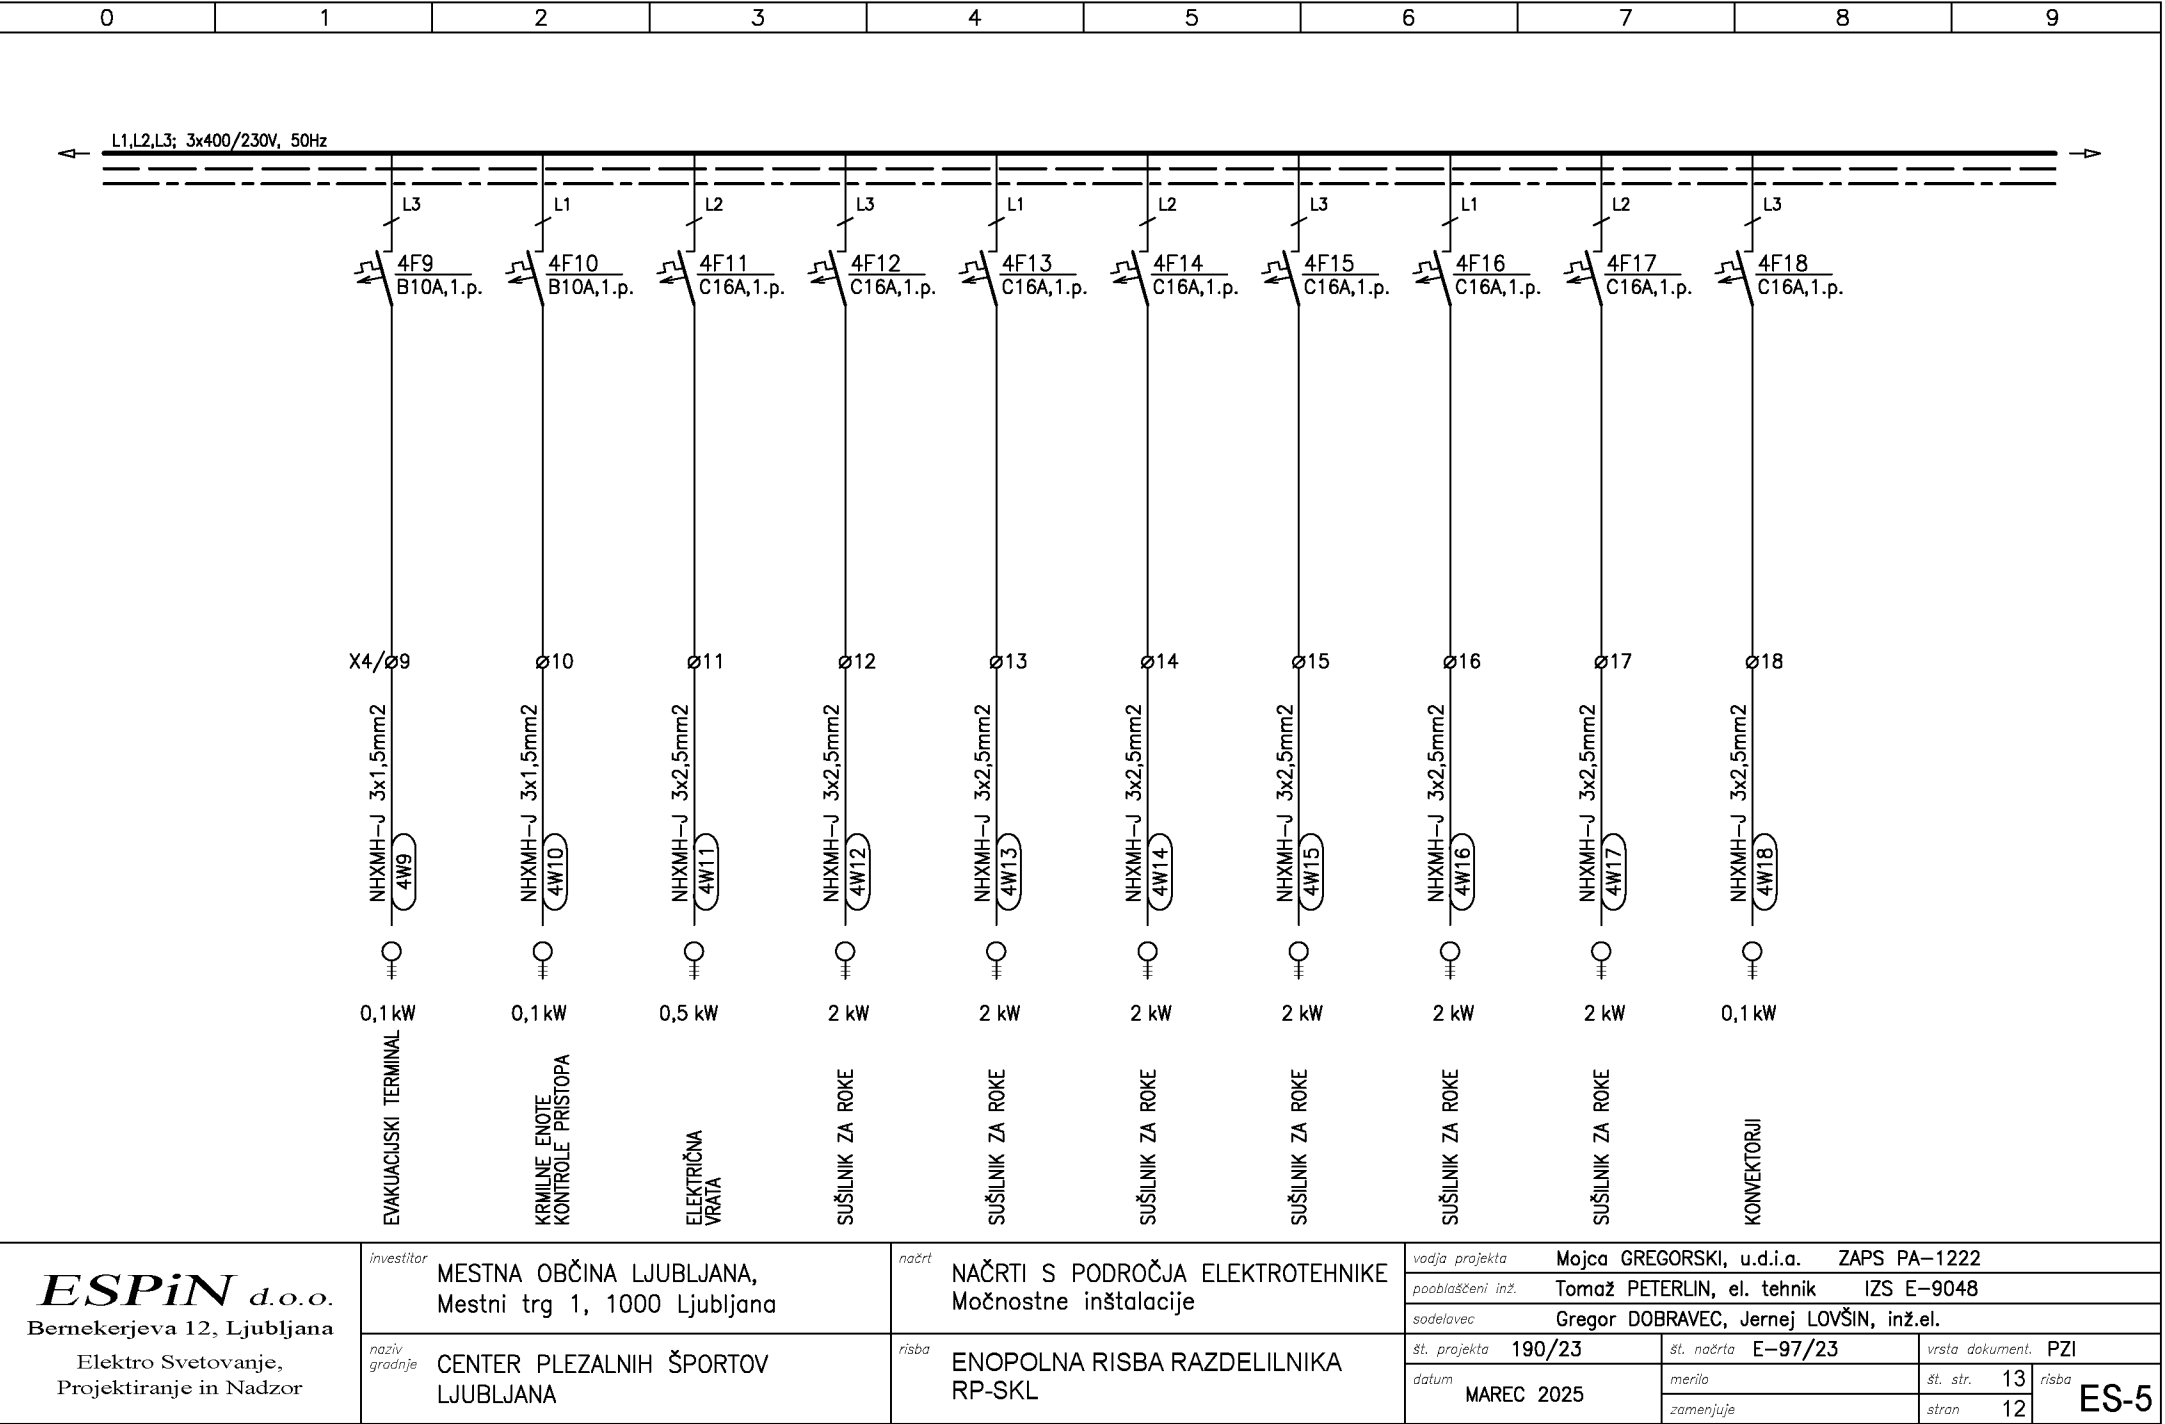 0 1 2 3 4 5 6 7 8 9
L1,L2,L3; 3x400/230V, 50Hz
L3 L1 L2 L3 L1 L2 L3 L1 L2 L3
4F9 4F10 4F11 4F12 4F13 4F14 4F15 4F16 4F17 4F18
B10A,1.p. B10A,1.p. C16A,1.p. C16A,1.p. C16A,1.p. C16A,1.p. C16A,1.p. C16A,1.p. C16A,1.p. C16A,1.p.
X4/⌀9 ⌀10 ⌀11 ⌀12 ⌀13 ⌀14 ⌀15 ⌀16 ⌀17 ⌀18
NHXMH-J 3x1,5mm2
NHXMH-J 3x1,5mm2
NHXMH-J 3x2,5mm2
NHXMH-J 3x2,5mm2
NHXMH-J 3x2,5mm2
NHXMH-J 3x2,5mm2
NHXMH-J 3x2,5mm2
NHXMH-J 3x2,5mm2
NHXMH-J 3x2,5mm2
NHXMH-J 3x2,5mm2
4W9
4W10
4W11
4W12
4W13
4W14
4W15
4W16
4W17
4W18
0,1kW 0,1kW 0,5 kW 2 kW 2 kW 2 kW 2 kW 2 kW 2 kW 0,1kW
EVAKUACIJSKI TERMINAL
KRMILNE ENOTE
KONTROLE PRISTOPA
ELEKTRIČNA
VRATA
SUŠILNIK ZA ROKE
SUŠILNIK ZA ROKE
SUŠILNIK ZA ROKE
SUŠILNIK ZA ROKE
SUŠILNIK ZA ROKE
SUŠILNIK ZA ROKE
KONVEKTORJI
ESPiN d.o.o.
Bernekerjeva 12, Ljubljana
Elektro Svetovanje,
Projektiranje in Nadzor
investitor
MESTNA OBČINA LJUBLJANA,
Mestni trg 1, 1000 Ljubljana
naziv
gradnje
CENTER PLEZALNIH ŠPORTOV
LJUBLJANA
načrt
NAČRTI S PODROČJA ELEKTROTEHNIKE
Močnostne inštalacije
risba
ENOPOLNA RISBA RAZDELILNIKA
RP-SKL
vodja projekta Mojca GREGORSKI, u.d.i.a. ZAPS PA-1222
pooblaščeni inž. Tomaž PETERLIN, el. tehnik IZS E-9048
sodelavec Gregor DOBRAVEC, Jernej LOVŠIN, inž.el.
št. projekta 190/23 št. načrta E-97/23 vrsta dokument. PZI
datum MAREC 2025
merilo
zamenjuje
št. str. 13
stran 12
risba ES-5